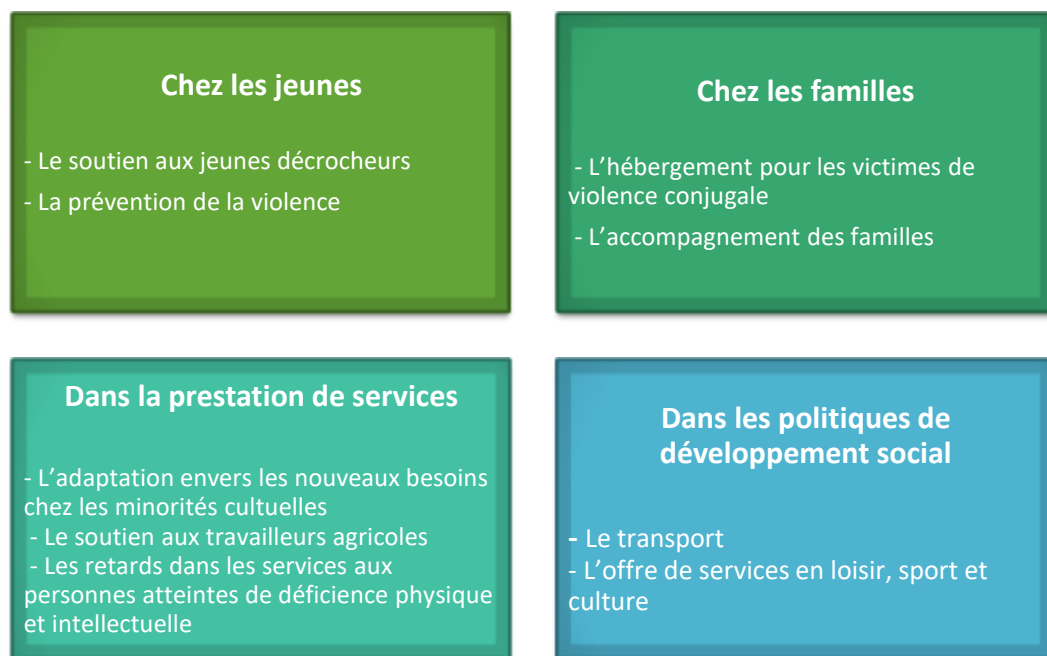 Chez les jeunes
- Le soutien aux jeunes décrocheurs
- La prévention de la violence
Chez les familles
- L'hébergement pour les victimes de
violence conjugale
- L'accompagnement des familles
Dans la prestation de services
- L'adaptation envers les nouveaux besoins
chez les minorités cultuelles
- Le soutien aux travailleurs agricoles
- Les retards dans les services aux
personnes atteintes de déficience physique
et intellectuelle
Dans les politiques de
développement social
- Le transport
- L'offre de services en loisir, sport et
culture